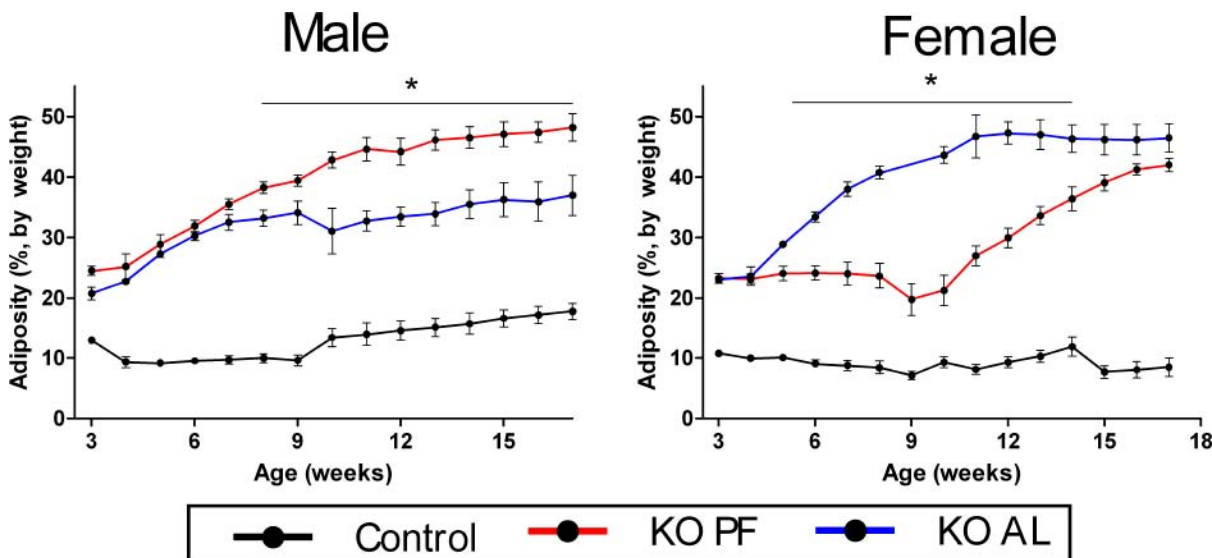 Male
Female
*
*
Adiposity (%, by weight)
50
40
30
20
10
0
3
6
9
12
15
Age (weeks)
Adiposity (%, by weight)
50
40
30
20
10
0
3
6
9
12
15
18
Age (weeks)
Control
KO PF
KO AL